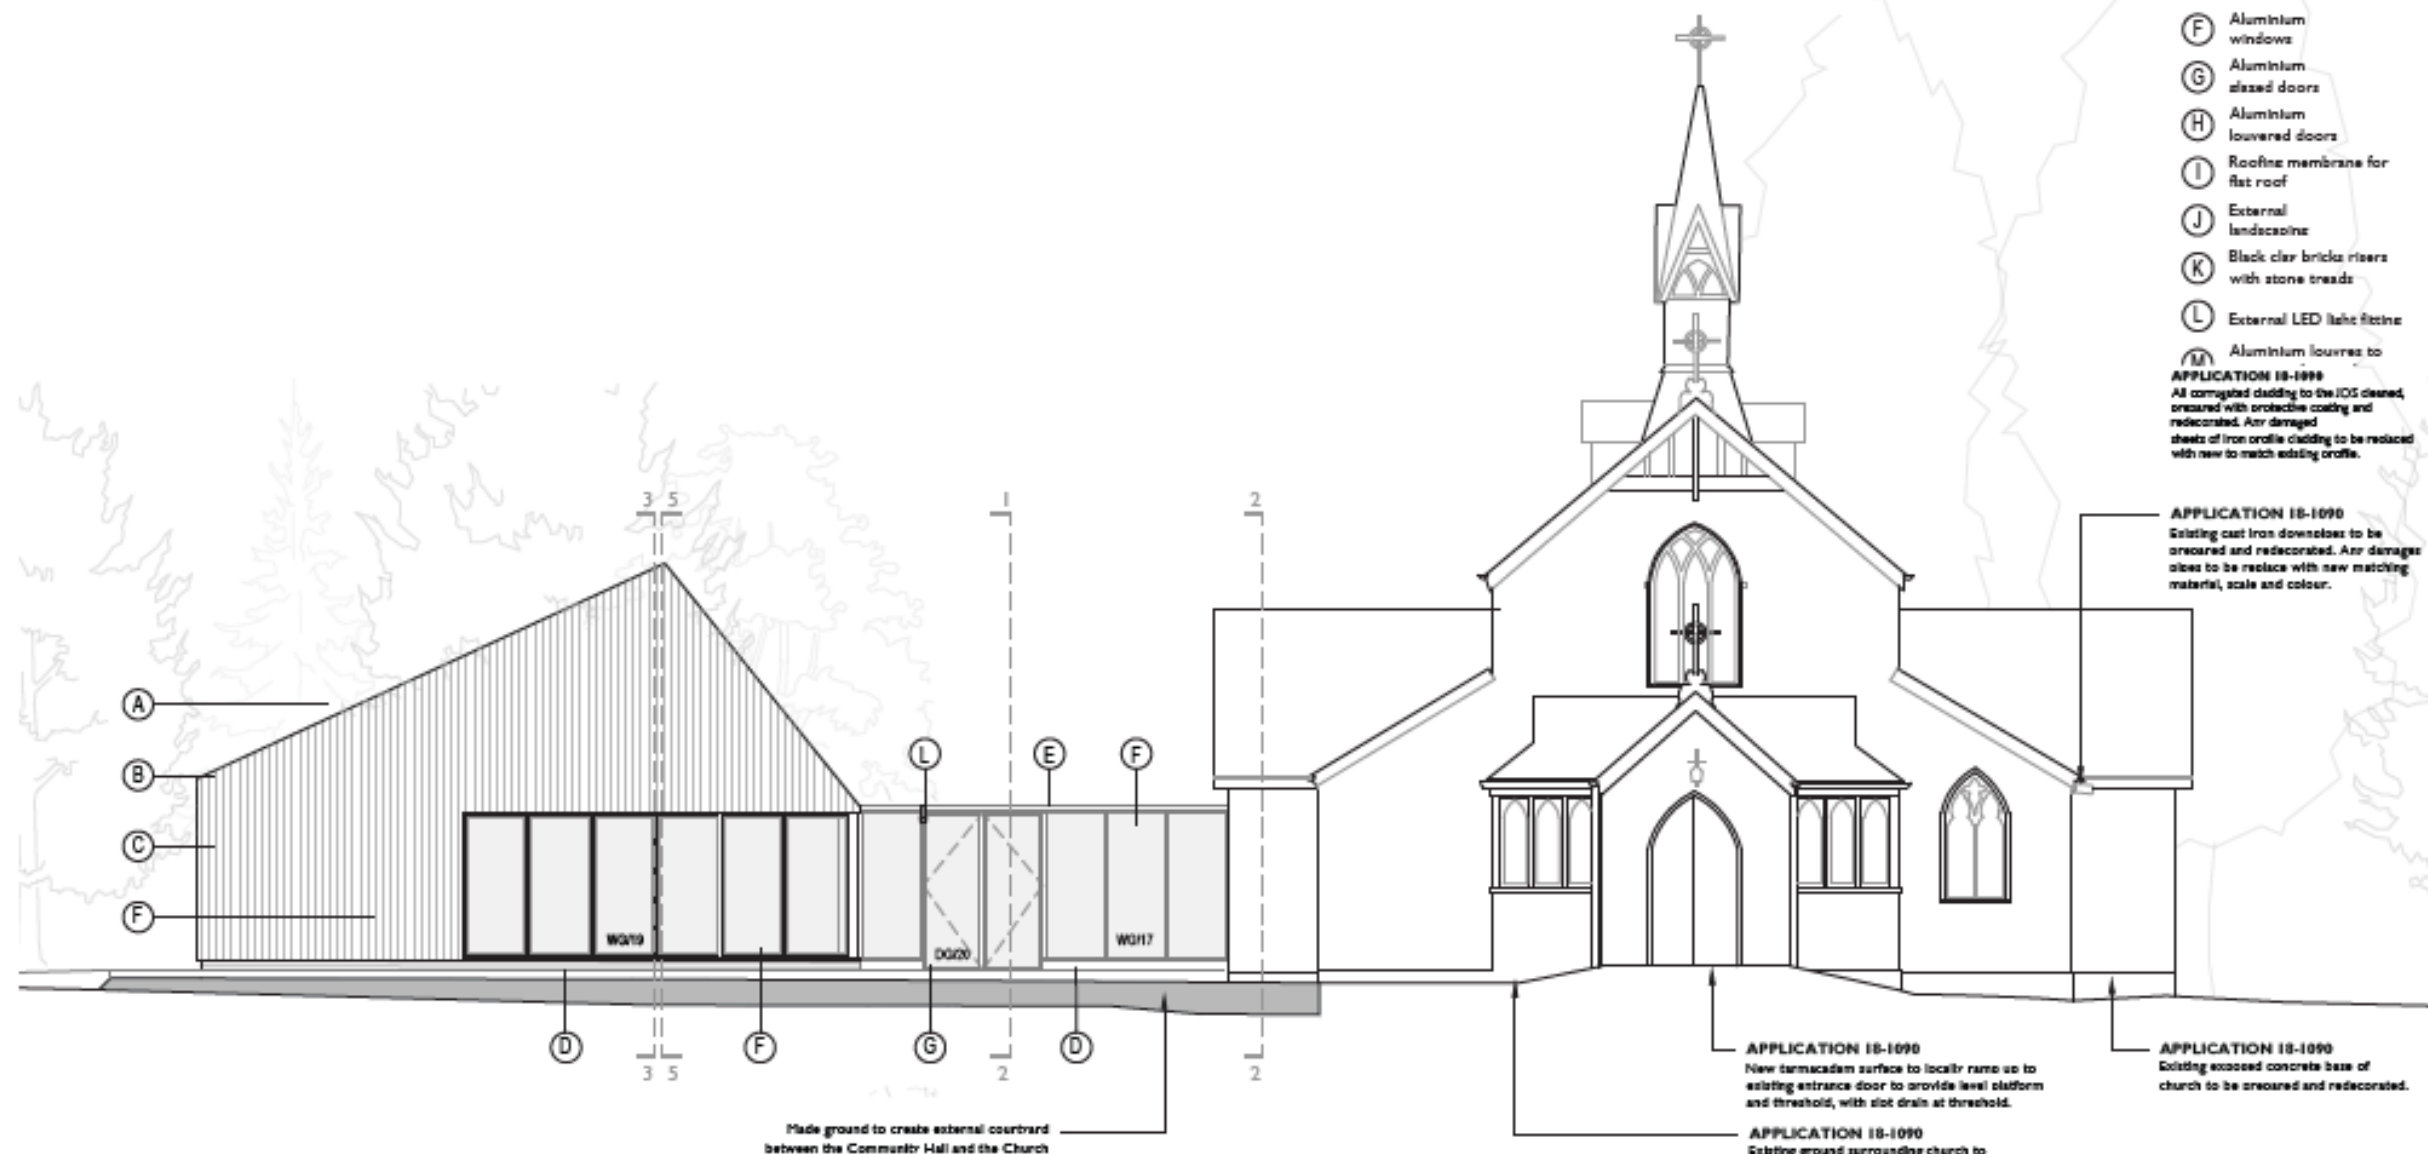 F
Aluminium
windows
G
Aluminium
glazed doors
H
Aluminium
louvered doors
I
Roofing membrane for
flat roof
J
External
landscaping
K
Black clay bricks risers
with stone treads
L
External LED light fitting
M
Aluminium louvres to
APPLICATION 18-1090
All corrugated cladding to the cleaned,
prepared with protective coating and
redecorated. Any damaged
sheets of iron profile cladding to be replaced
with new to match existing profile.
APPLICATION 18-1090
Existing cast iron downpipes to be
prepared and redecorated. Any damages
pipes to be replace with new matching
material, scale and colour.
3 5
1
2
A
B
C
F
L
E
F
WG/19
DG/20
WG/17
D
F
G
D
3 5
2
2
APPLICATION 18-1090
New tarmacadam surface to locally ramp up to
existing entrance door to provide level platform
and threshold, with slot drain at threshold.
APPLICATION 18-1090
Existing exposed concrete base of
church to be prepared and redecorated.
Made ground to create external courtyard
between the Community Hall and the Church
APPLICATION 18-1090
Existing ground surrounding church to